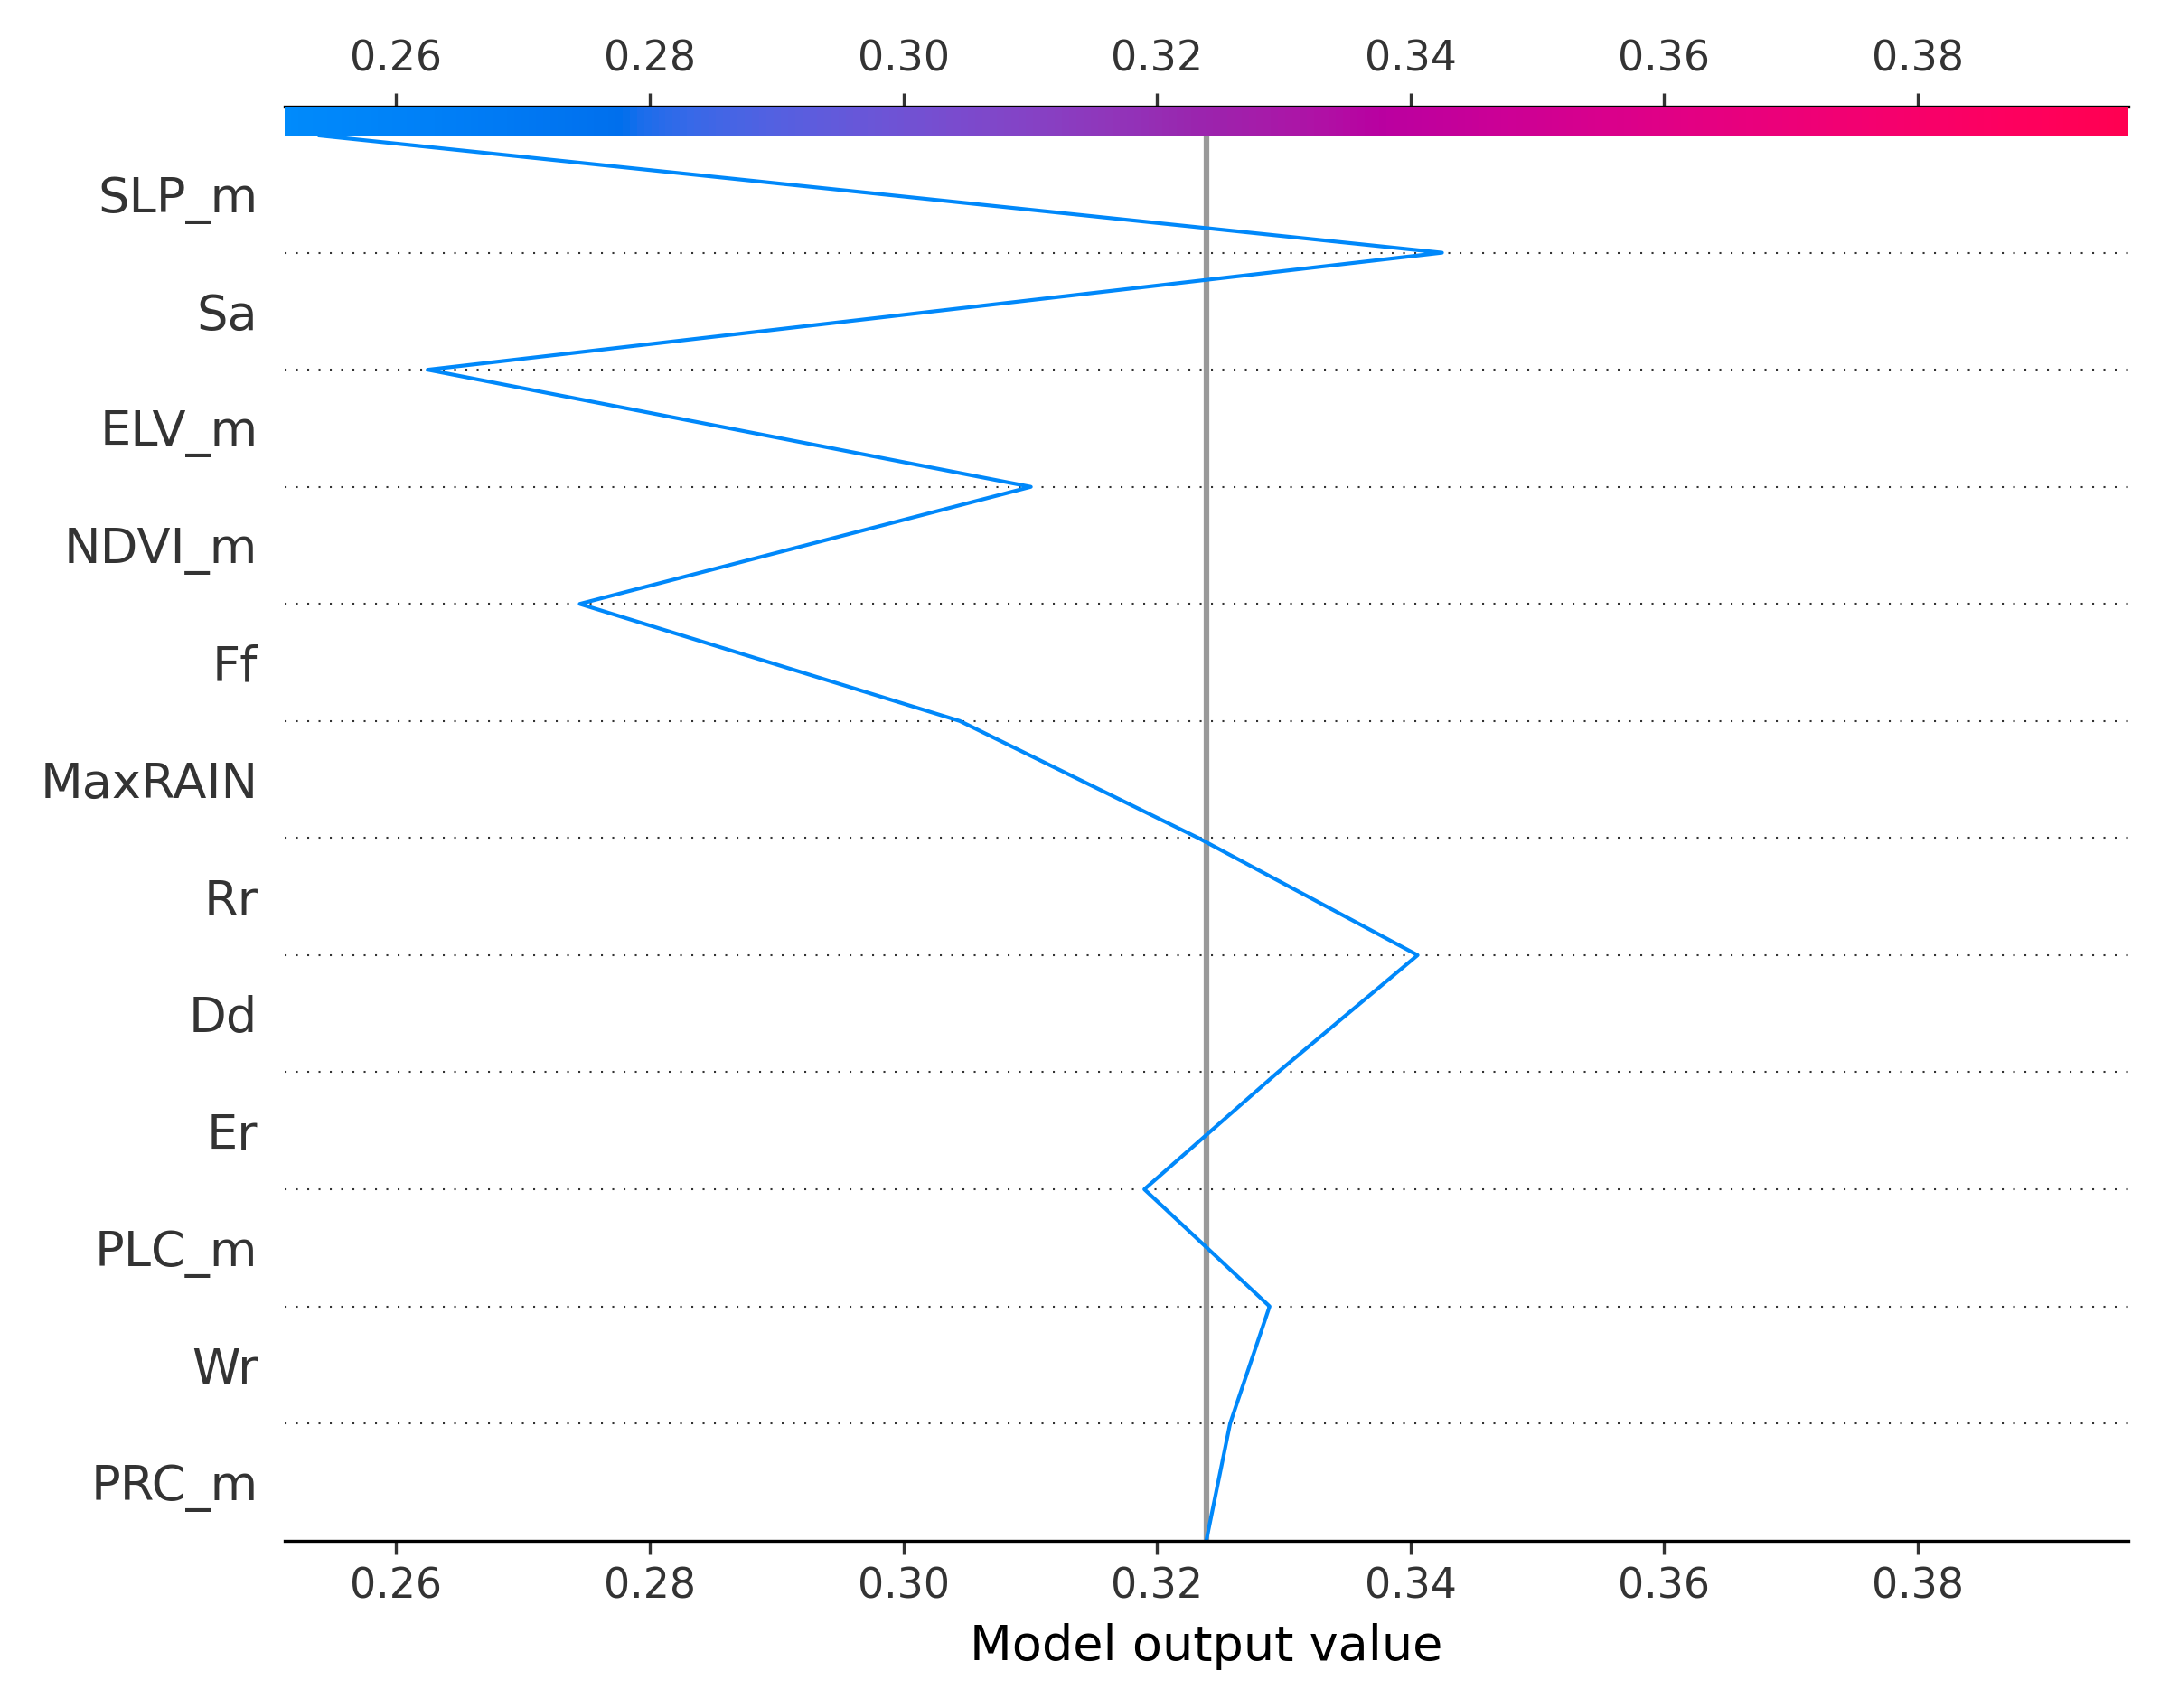 0.26 0.28 0.30 0.32 0.34 0.36 0.38
SLP_m
Sa
ELV_m
NDVI_m
Ff
MaxRAIN
Rr
Dd
Er
PLC_m
Wr
PRC_m
0.26 0.28 0.30 0.32 0.34 0.36 0.38
Model output value